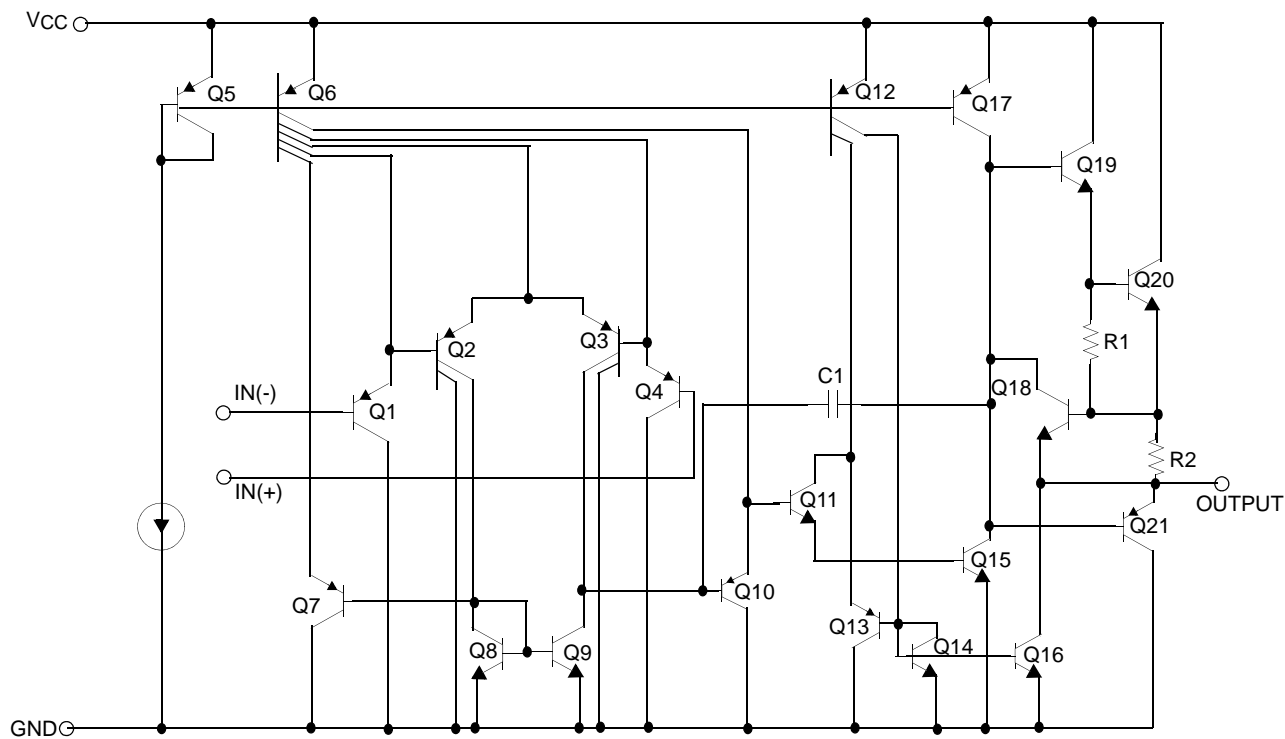 VCC
Q5
Q6
Q12
Q17
Q19
Q20
Q2
Q3
R1
C1
Q18
IN(-)
Q1
Q4
R2
IN(+)
Q11
OUTPUT
Q21
Q15
Q7
Q10
Q13
Q8
Q9
Q14
Q16
GND